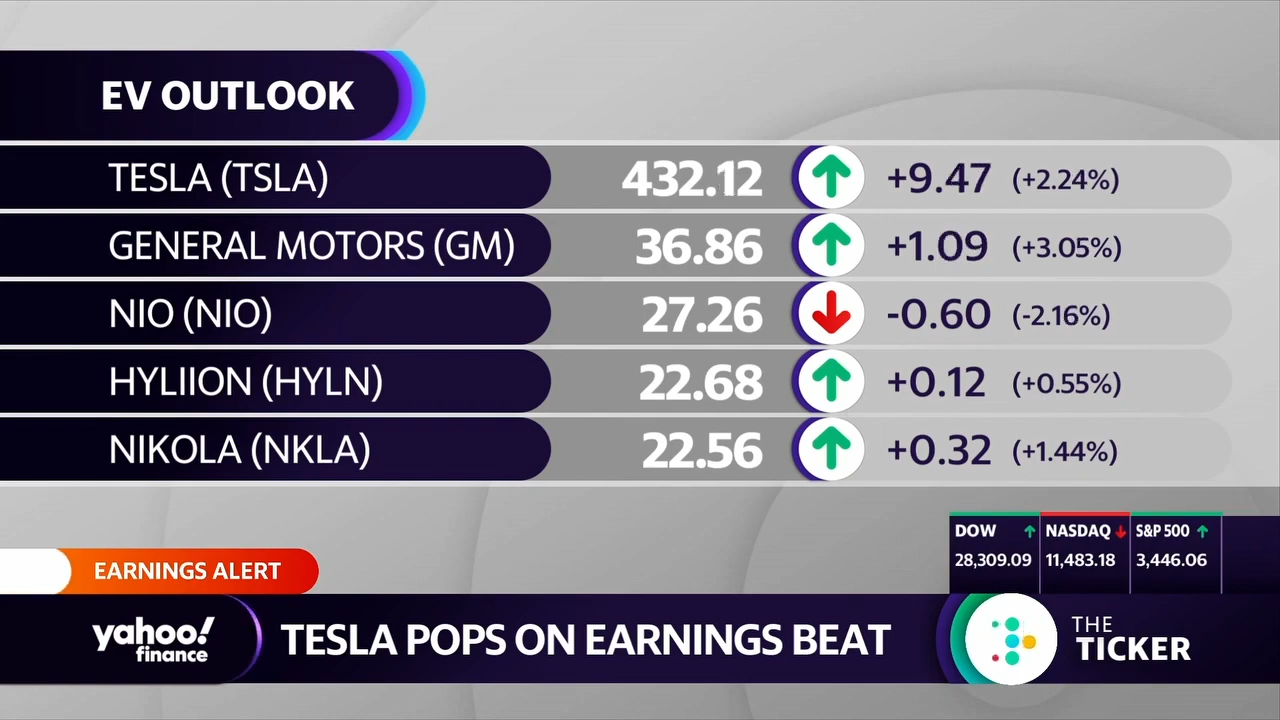 EV OUTLOOK
TESLA (TSLA) 432.12 +9.47 (+2.24%)
GENERAL MOTORS (GM) 36.86 +1.09 (+3.05%)
NIO (NIO) 27.26 -0.60 (-2.16%)
HYLIION (HYLN) 22.68 +0.12 (+0.55%)
NIKOLA (NKLA) 22.56 +0.32 (+1.44%)
DOW NASDAQ S&P 500
28,309.09 11,483.18 3,446.06
EARNINGS ALERT
yahoo!
finance
TESLA POPS ON EARNINGS BEAT
THE
TICKER